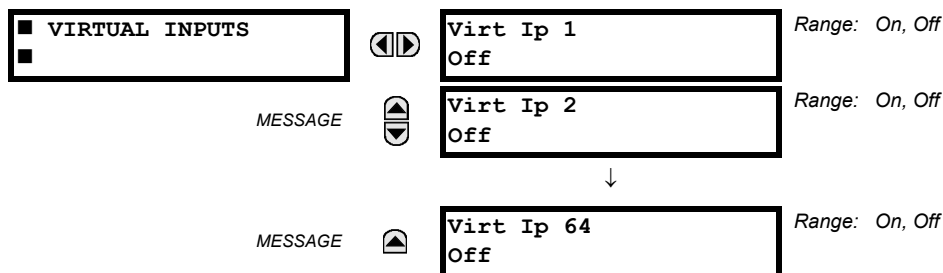 ■ VIRTUAL INPUTS
■
Virt Ip 1
Off
Range: On, Off
MESSAGE
Virt Ip 2
Off
Range: On, Off
↓
MESSAGE
Virt Ip 64
Off
Range: On, Off